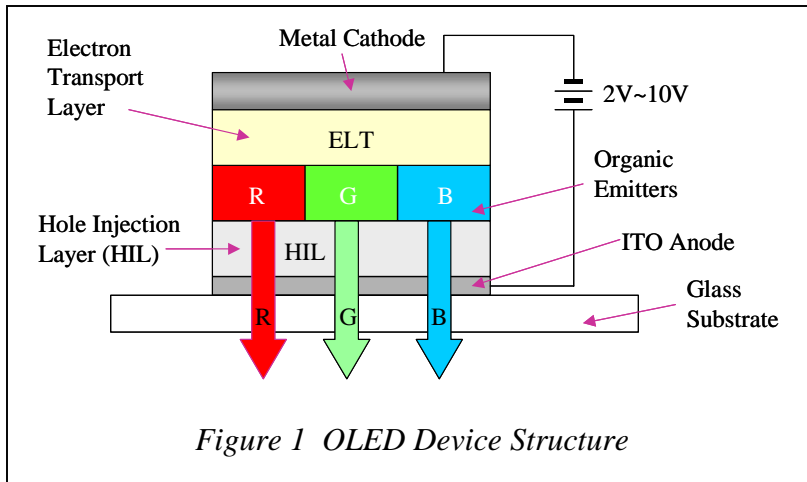 Metal Cathode
Electron
Transport
Layer
2V~10V
ELT
Organic
Emitters
R G B
Hole Injection
Layer (HIL)
HIL
ITO Anode
Glass
Substrate
R G B
Figure 1 OLED Device Structure